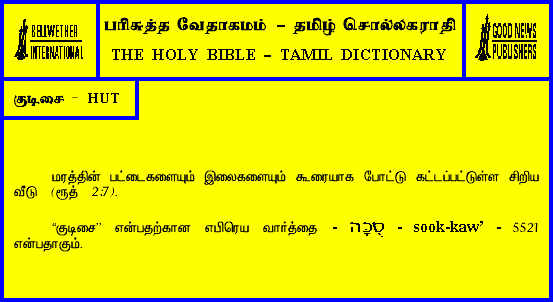 BELLWETHER
INTERNATIONAL
பரிசுத்த வேதாகமம் – தமிழ் சொல்லகராதி
THE HOLY BIBLE – TAMIL DICTIONARY
GOOD NEWS
PUBLISHERS
குடிசை – HUT
மரத்தின் பட்டைகளையும் இலைகளையும் கூரையாக போட்டு கட்டப்பட்டுள்ள சிறிய
வீடு (ரூத் 2:7).
“குடிசை” என்பதற்கான எபிரெய வார்த்தை - סֻכָּה - sook-kaw’ - 5521
என்பதாகும்.